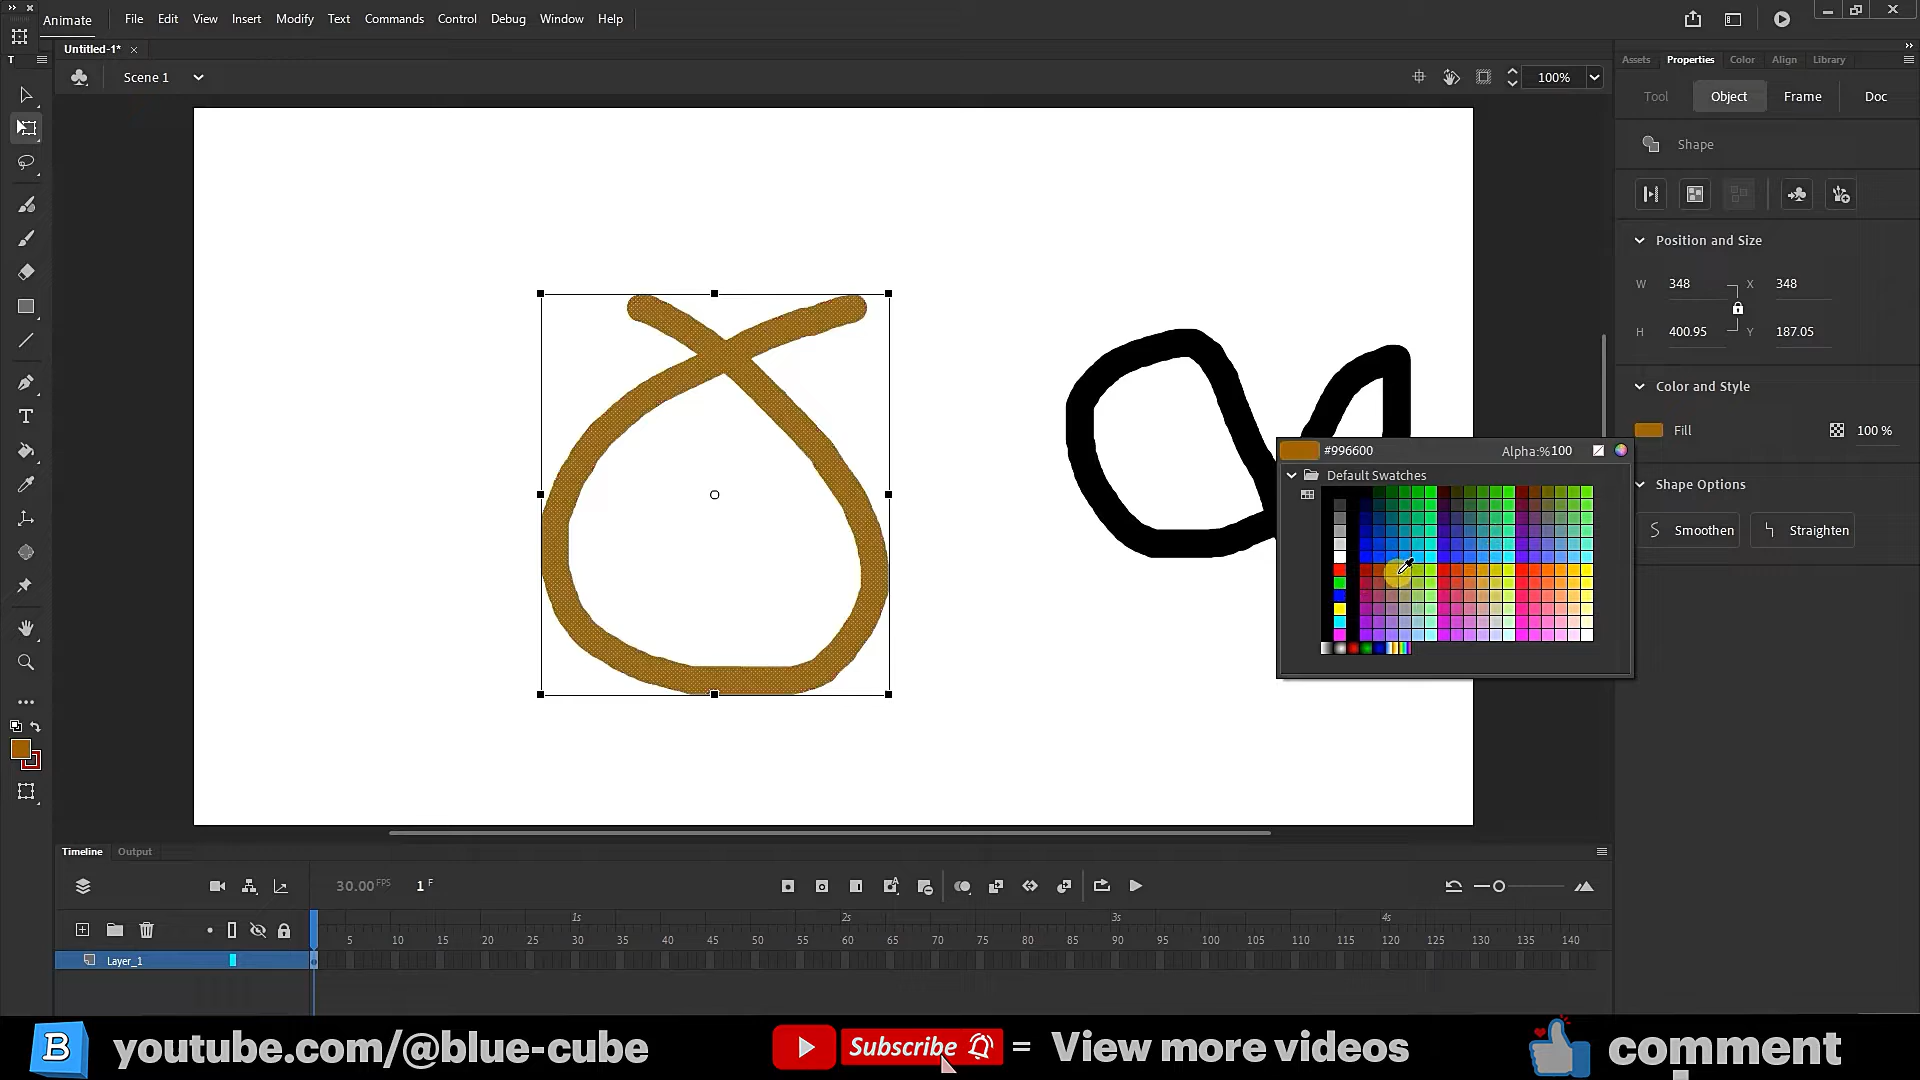 Animate File Edit View Insert Modify Text Commands Control Debug Window Help
Untitled-1*
Scene 1
100%
Assets Properties Color Align Library
Tool Object Frame Doc
Shape
Position and Size
W 348 X 348
H 400.95 Y 187.05
Color and Style
Fill 100 %
#996600 Alpha:%100
Default Swatches
Shape Options
Smoothen Straighten
T
Timeline Output
30.00 FPS 1 F
1s 2s 3s 4s
5 10 15 20 25 30 35 40 45 50 55 60 65 70 75 80 85 90 95 100 105 110 115 120 125 130 135 140
Layer_1
B youtube.com/@blue-cube Subscribe = View more videos comment